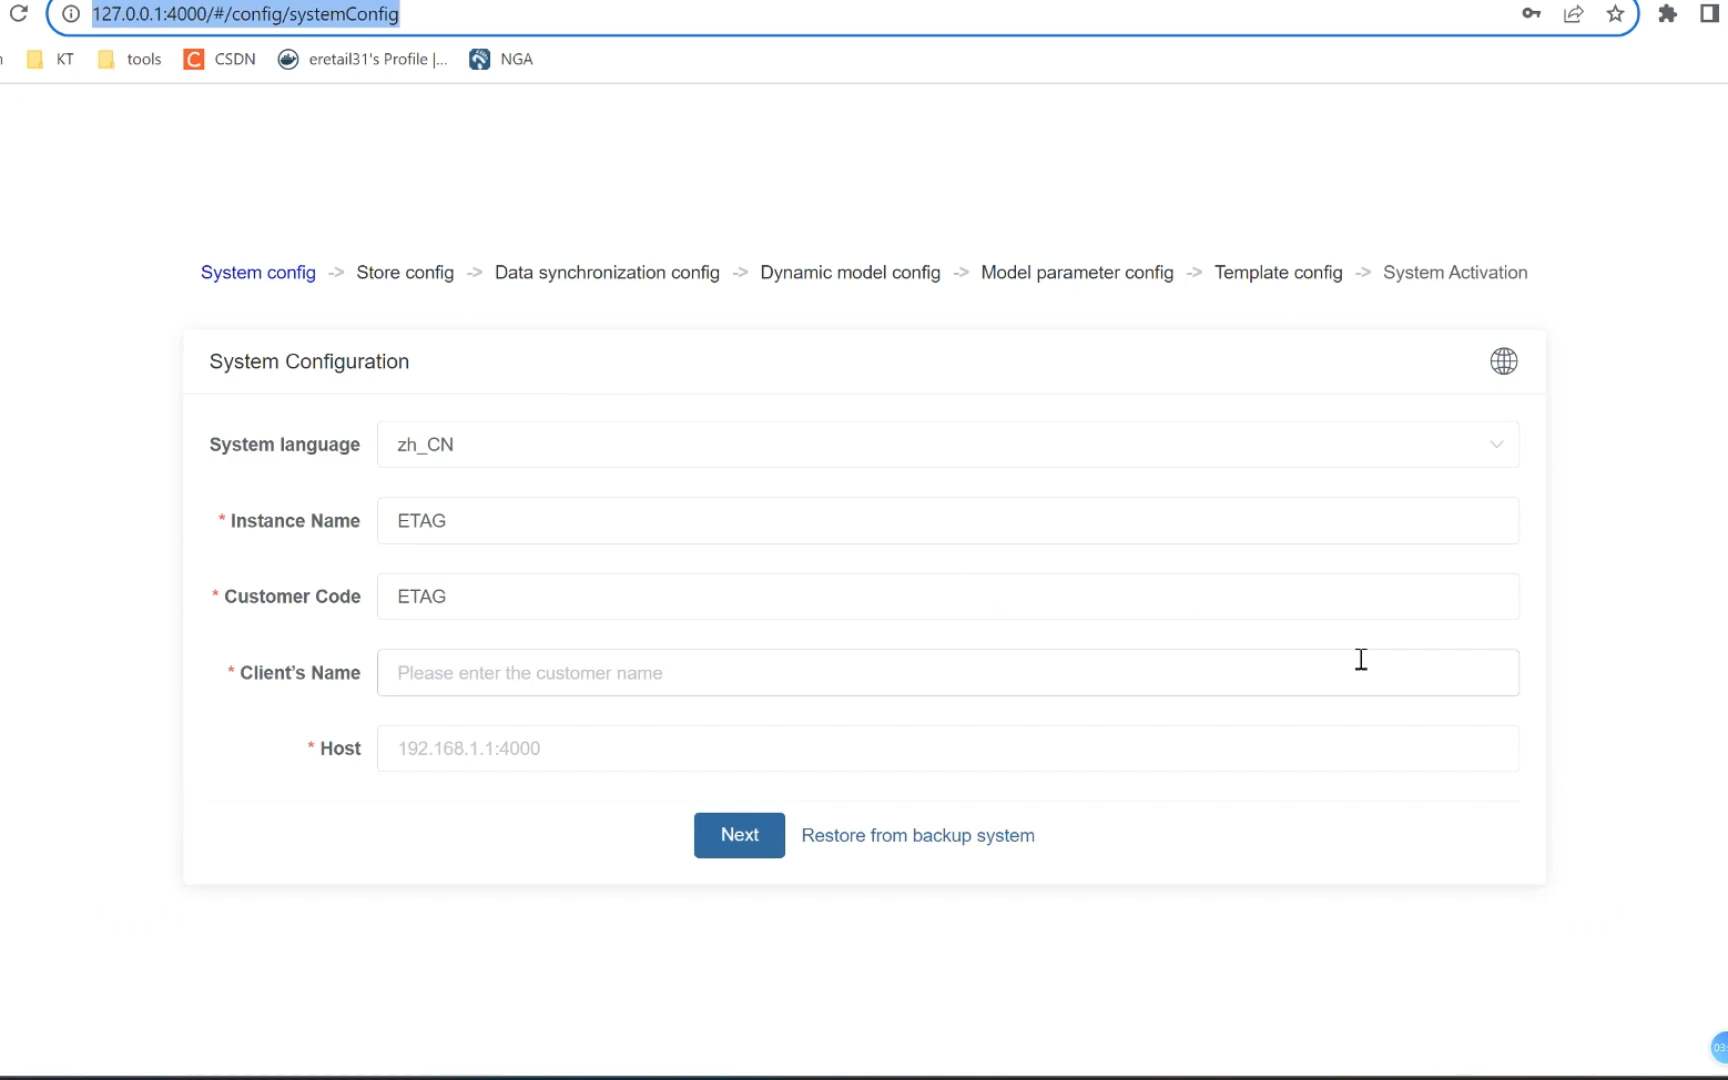 127.0.0.1:4000/#/config/systemConfig
KT tools CSDN eretail31's Profile |... NGA
System config -> Store config -> Data synchronization config -> Dynamic model config -> Model parameter config -> Template config -> System Activation
System Configuration
System language zh_CN
* Instance Name ETAG
* Customer Code ETAG
* Client's Name Please enter the customer name
* Host 192.168.1.1:4000
Next Restore from backup system